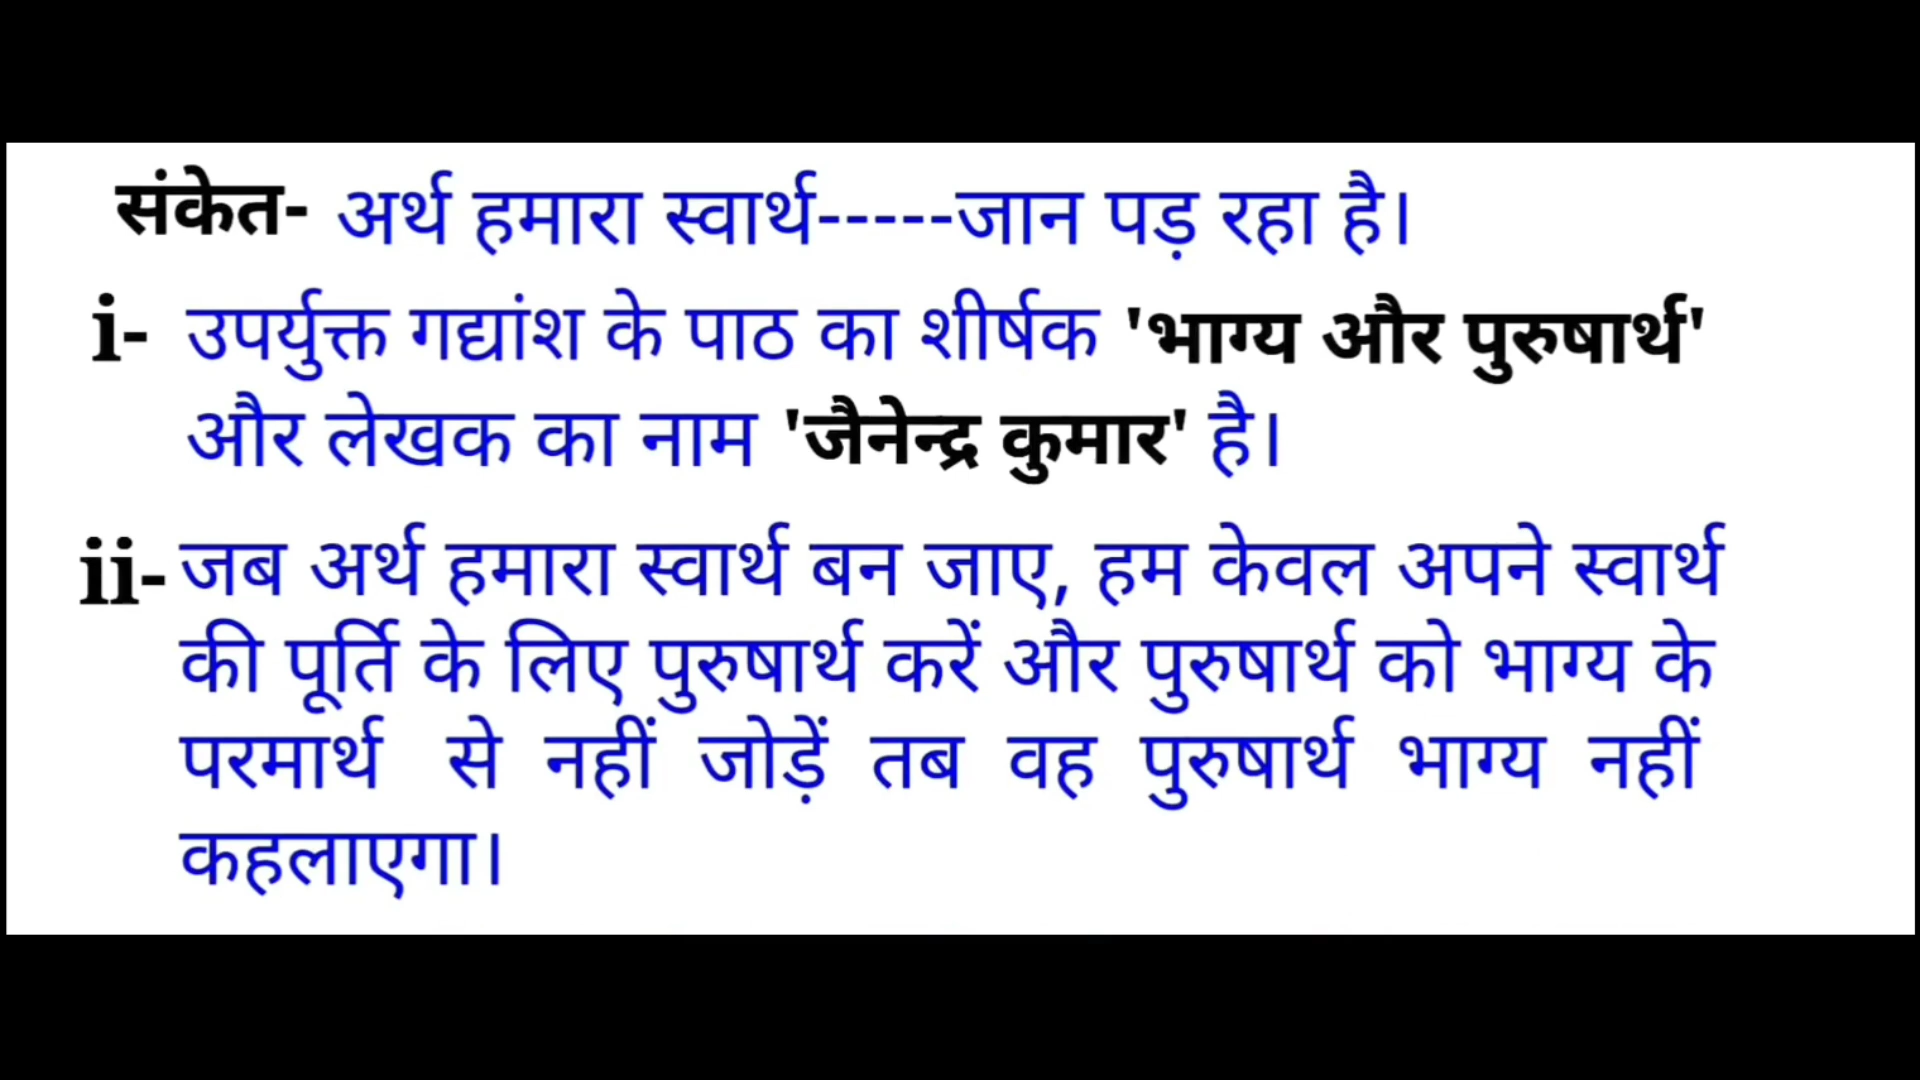 संकेत- अर्थ हमारा स्वार्थ-----जान पड़ रहा है।
i- उपर्युक्त गद्यांश के पाठ का शीर्षक 'भाग्य और पुरुषार्थ'
और लेखक का नाम 'जैनेन्द्र कुमार' है।
ii- जब अर्थ हमारा स्वार्थ बन जाए, हम केवल अपने स्वार्थ
की पूर्ति के लिए पुरुषार्थ करें और पुरुषार्थ को भाग्य के
परमार्थ से नहीं जोड़ें तब वह पुरुषार्थ भाग्य नहीं
कहलाएगा।